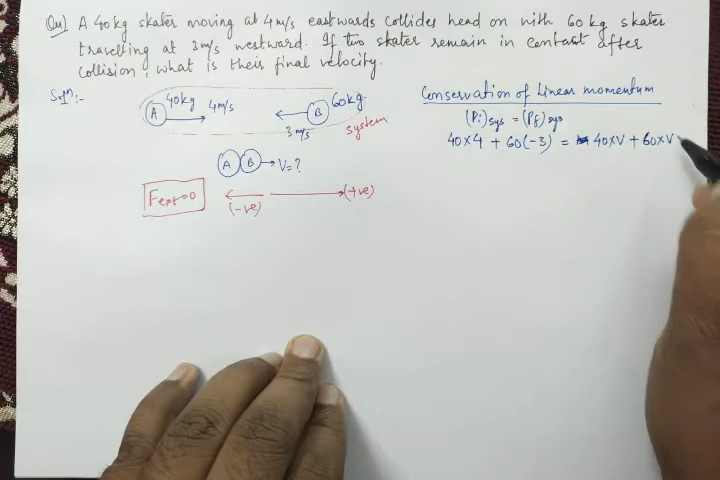 Qu) A 40kg skater moving at 4m/s eastwards collides head on with 60kg skater
travelling at 3m/s westward. If two skater remain in contact after
collision, what is their final velocity.
Solⁿ:-
A 40kg 4m/s B 60kg
3m/s system
A B V=?
Fext=0
(-ve) (+ve)
Conservation of Linear momentum
(Pi)sys = (Pf)sys
40×4 + 60(-3) = 40×V + 60×V